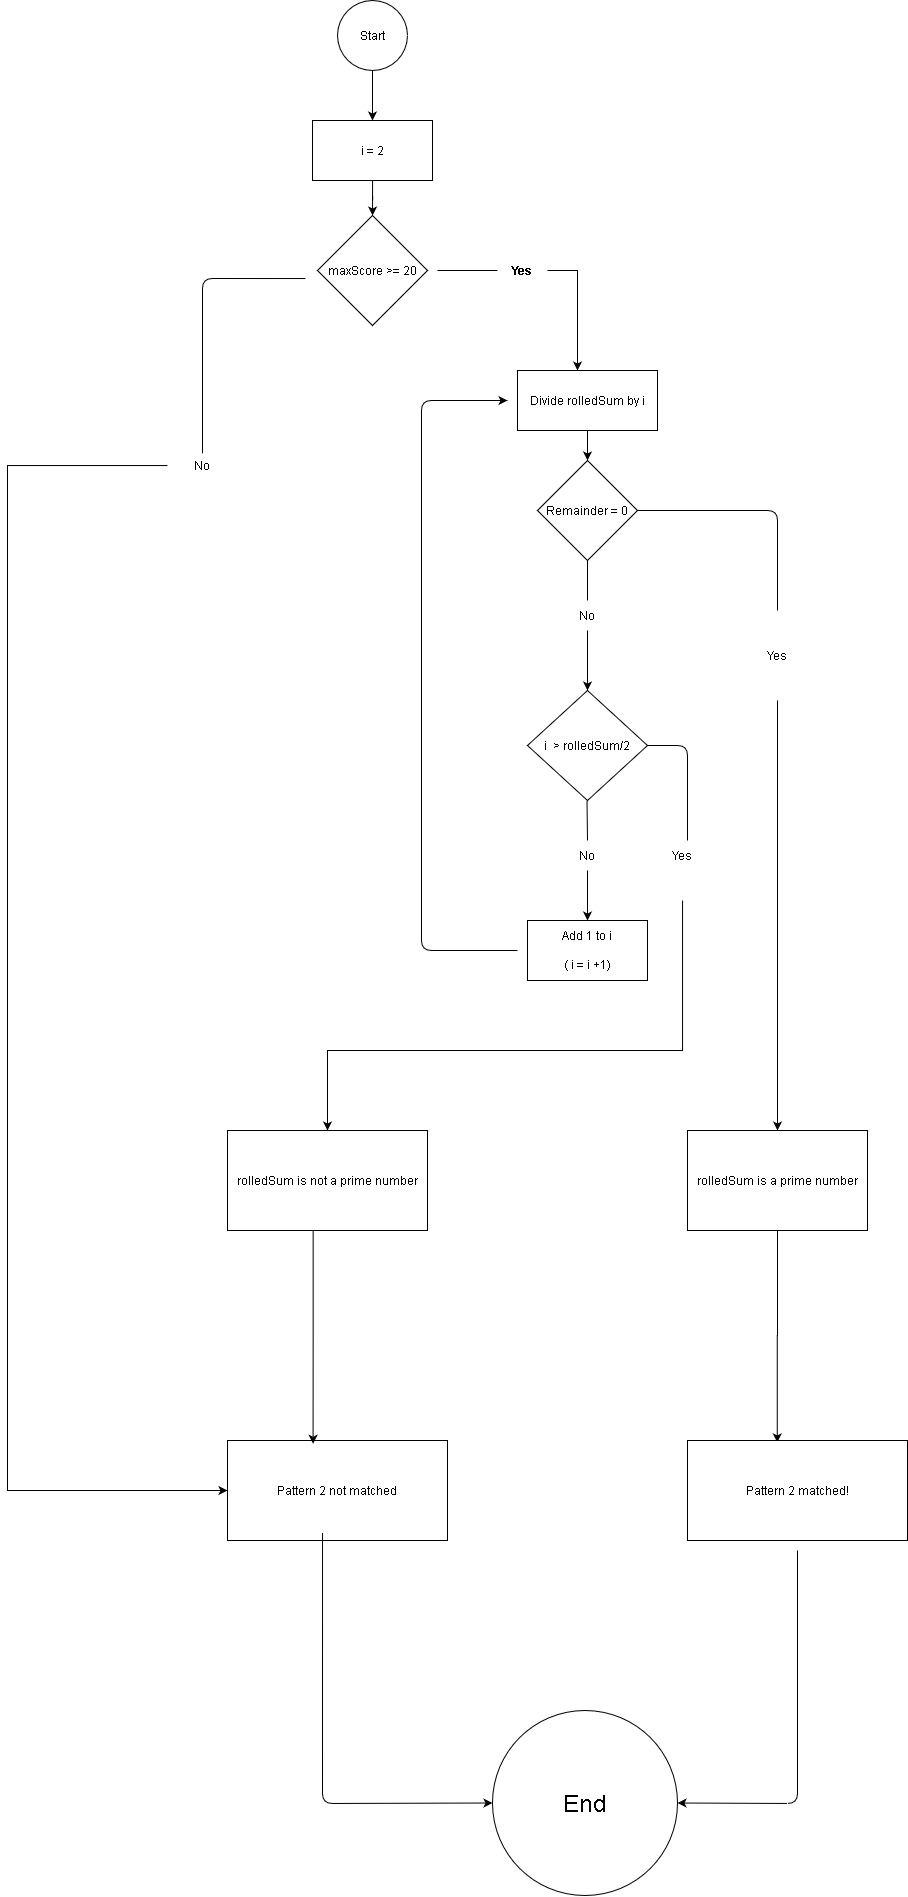 Start
i = 2
maxScore >= 20
Yes
Divide rolledSum by i
No
Remainder = 0
No
Yes
i  > rolledSum/2
No
Yes
Add 1 to i
( i = i +1)
rolledSum is not a prime number
rolledSum is a prime number
Pattern 2 not matched
Pattern 2 matched!
End